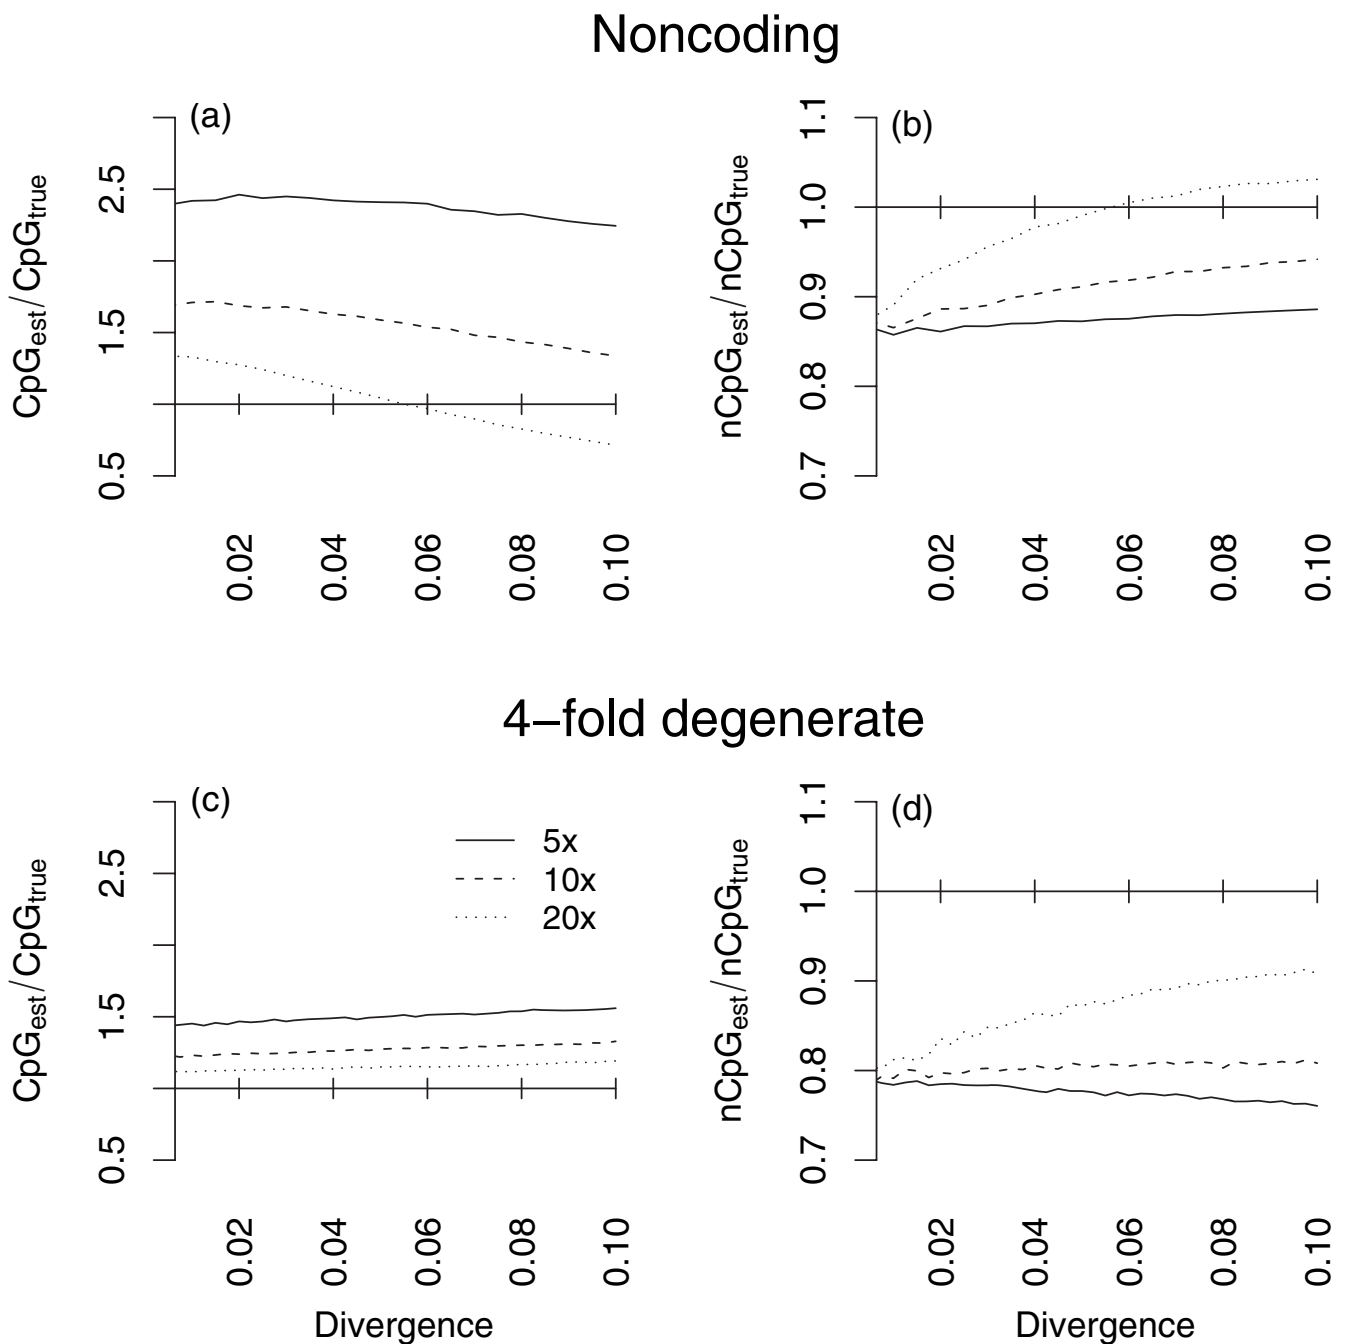 Noncoding
(a)
CpGest/CpGtrue
2.5
1.5
0.5
0.02
0.04
0.06
0.08
0.10
(b)
nCpGest/nCpGtrue
1.1
1.0
0.9
0.8
0.7
0.02
0.04
0.06
0.08
0.10
4−fold degenerate
(c)
CpGest/CpGtrue
2.5
1.5
0.5
5x
10x
20x
0.02
0.04
0.06
0.08
0.10
Divergence
(d)
nCpGest/nCpGtrue
1.1
1.0
0.9
0.8
0.7
0.02
0.04
0.06
0.08
0.10
Divergence